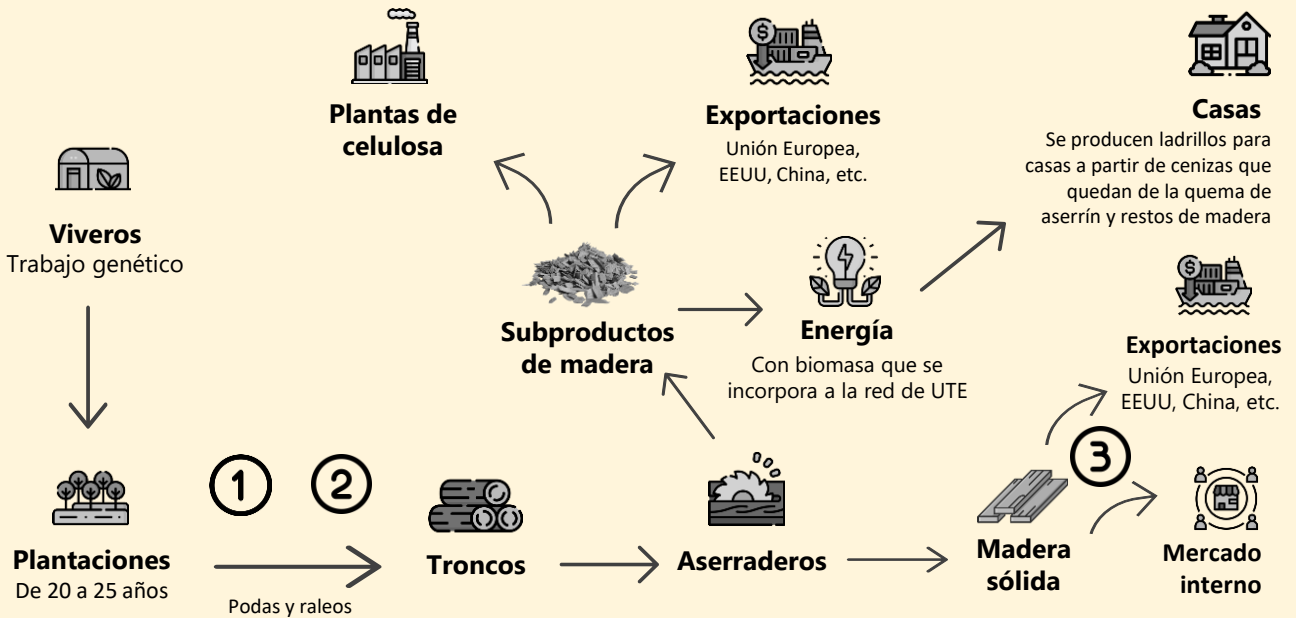 Plantas de
celulosa
Exportaciones
Unión Europea,
EEUU, China, etc.
Casas
Se producen ladrillos para
casas a partir de cenizas que
quedan de la quema de
aserrín y restos de madera
Viveros
Trabajo genético
Subproductos
de madera
Energía
Con biomasa que se
incorpora a la red de UTE
Exportaciones
Unión Europea,
EEUU, China, etc.
Plantaciones
De 20 a 25 años
1
2
Podas y raleos
Troncos
Aserraderos
Madera
sólida
3
Mercado
interno